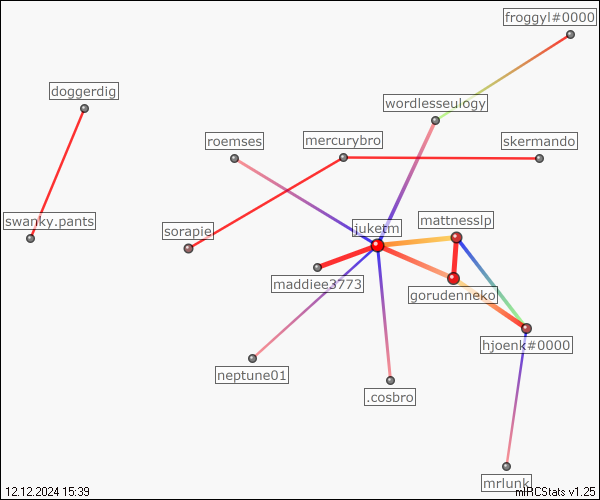 froggyl#0000
doggerdig
wordlesseulogy
roemses
mercurybro
skermando
swanky.pants
sorapie
juketm
mattnesslp
maddiee3773
gorudenneko
hjoenk#0000
neptune01
.cosbro
mrlunk
12.12.2024 15:39
mIRCStats v1.25